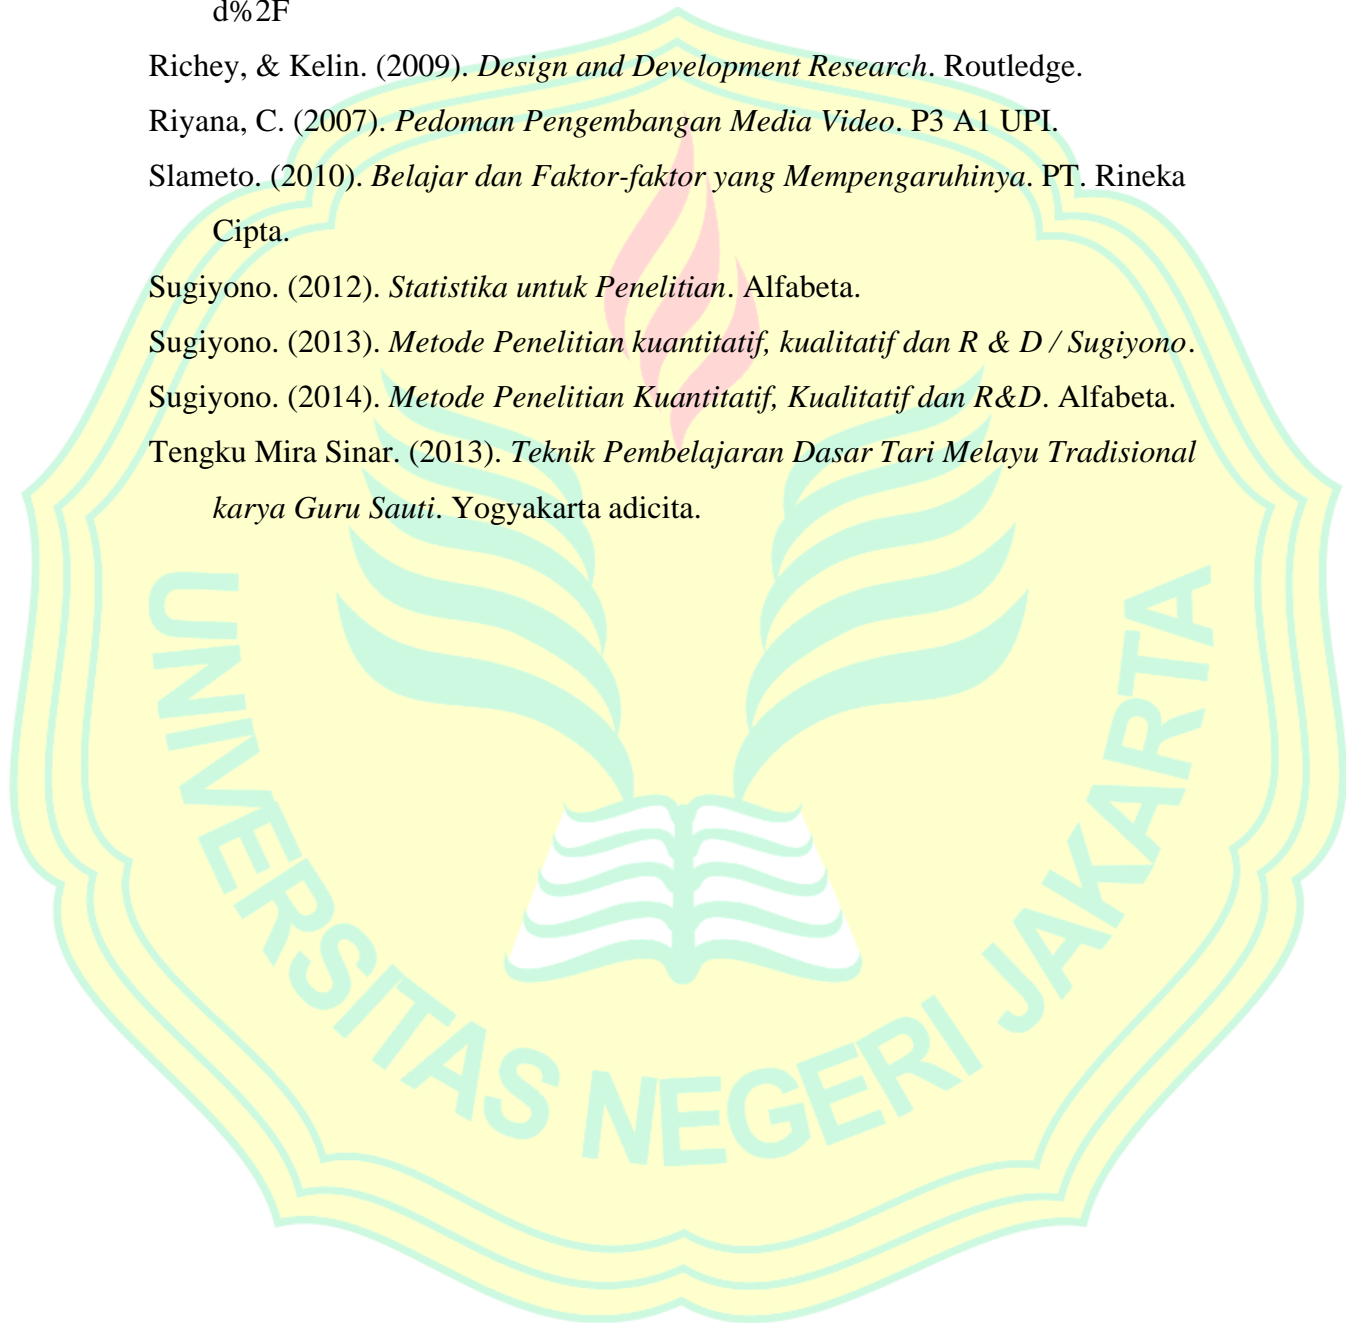 d%2F
Richey, & Kelin. (2009). Design and Development Research. Routledge.
Riyana, C. (2007). Pedoman Pengembangan Media Video. P3 A1 UPI.
Slameto. (2010). Belajar dan Faktor-faktor yang Mempengaruhinya. PT. Rineka
Cipta.
Sugiyono. (2012). Statistika untuk Penelitian. Alfabeta.
Sugiyono. (2013). Metode Penelitian kuantitatif, kualitatif dan R & D / Sugiyono.
Sugiyono. (2014). Metode Penelitian Kuantitatif, Kualitatif dan R&D. Alfabeta.
Tengku Mira Sinar. (2013). Teknik Pembelajaran Dasar Tari Melayu Tradisional
karya Guru Sauti. Yogyakarta adicita.
UNIVERSITAS NEGERI JAKARTA